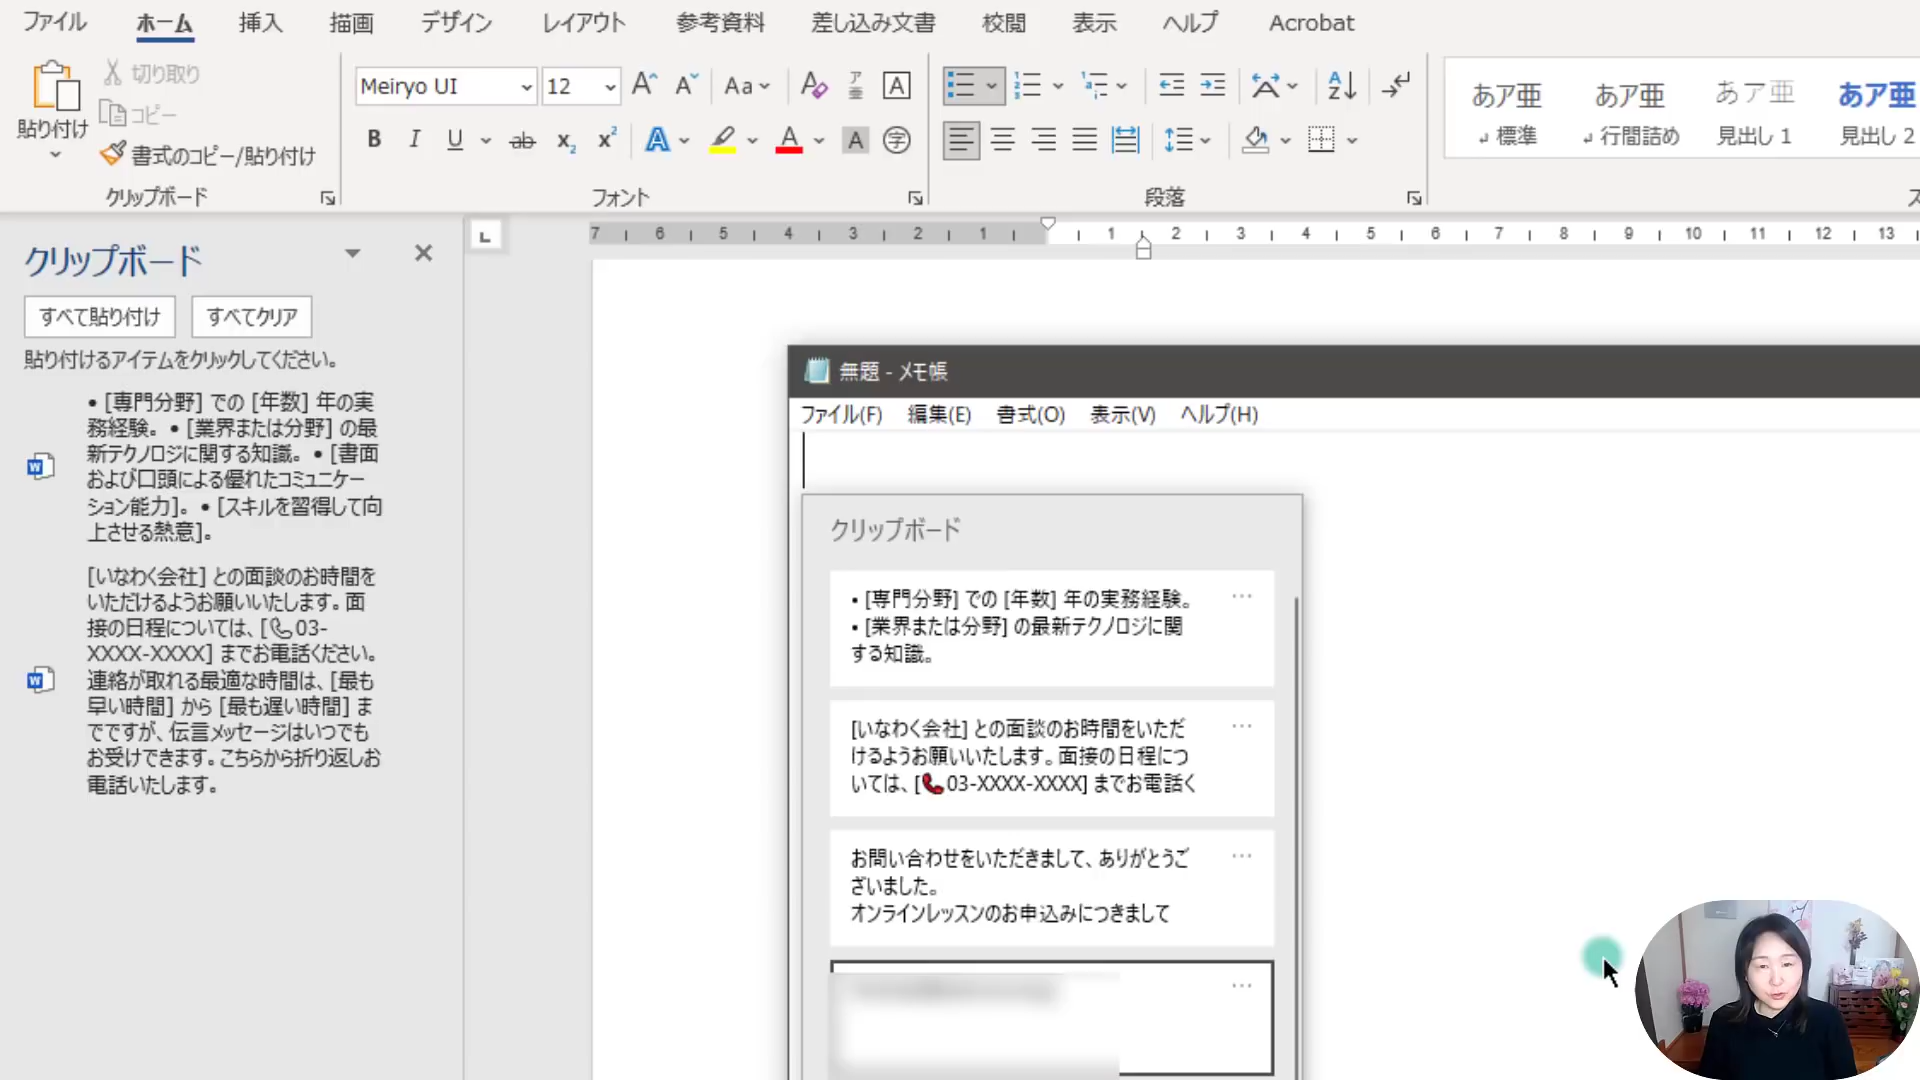 ファイル ホーム 挿入 描画 デザイン レイアウト 参考資料 差し込み文書 校閲 表示 ヘルプ Acrobat
貼り付け
切り取り
コピー
書式のコピー/貼り付け
クリップボード
Meiryo UI 12
Aa
B I U ab x₂ x²
A A A 字
フォント
段落
あア亜 あア亜 あア亜 あア亜
標準 行間詰め 見出し 1 見出し 2
ス
クリップボード
すべて貼り付け すべてクリア
貼り付けるアイテムをクリックしてください。
• [専門分野] での [年数] 年の実
務経験。• [業界または分野] の最
新テクノロジに関する知識。• [書面
および口頭による優れたコミュニケー
ション能力]。• [スキルを習得して向
上させる熱意]。
[いなわく会社] との面談のお時間を
いただけるようお願いいたします。面
接の日程については、[📞03-
XXXX-XXXX] までお電話ください。
連絡が取れる最適な時間は、[最も
早い時間] から [最も遅い時間] ま
でですが、伝言メッセージはいつでも
お受けできます。こちらから折り返しお
電話いたします。
L
7 6 5 4 3 2 1 1 2 3 4 5 6 7 8 9 10 11 12 13
無題 - メモ帳
ファイル(F) 編集(E) 書式(O) 表示(V) ヘルプ(H)
クリップボード
• [専門分野] での [年数] 年の実務経験。
• [業界または分野] の最新テクノロジに関
する知識。
[いなわく会社] との面談のお時間をいただ
けるようお願いいたします。面接の日程につ
いては、[📞03-XXXX-XXXX] までお電話く
お問い合わせをいただきまして、ありがとうご
ざいました。
オンラインレッスンのお申込みにつきまして